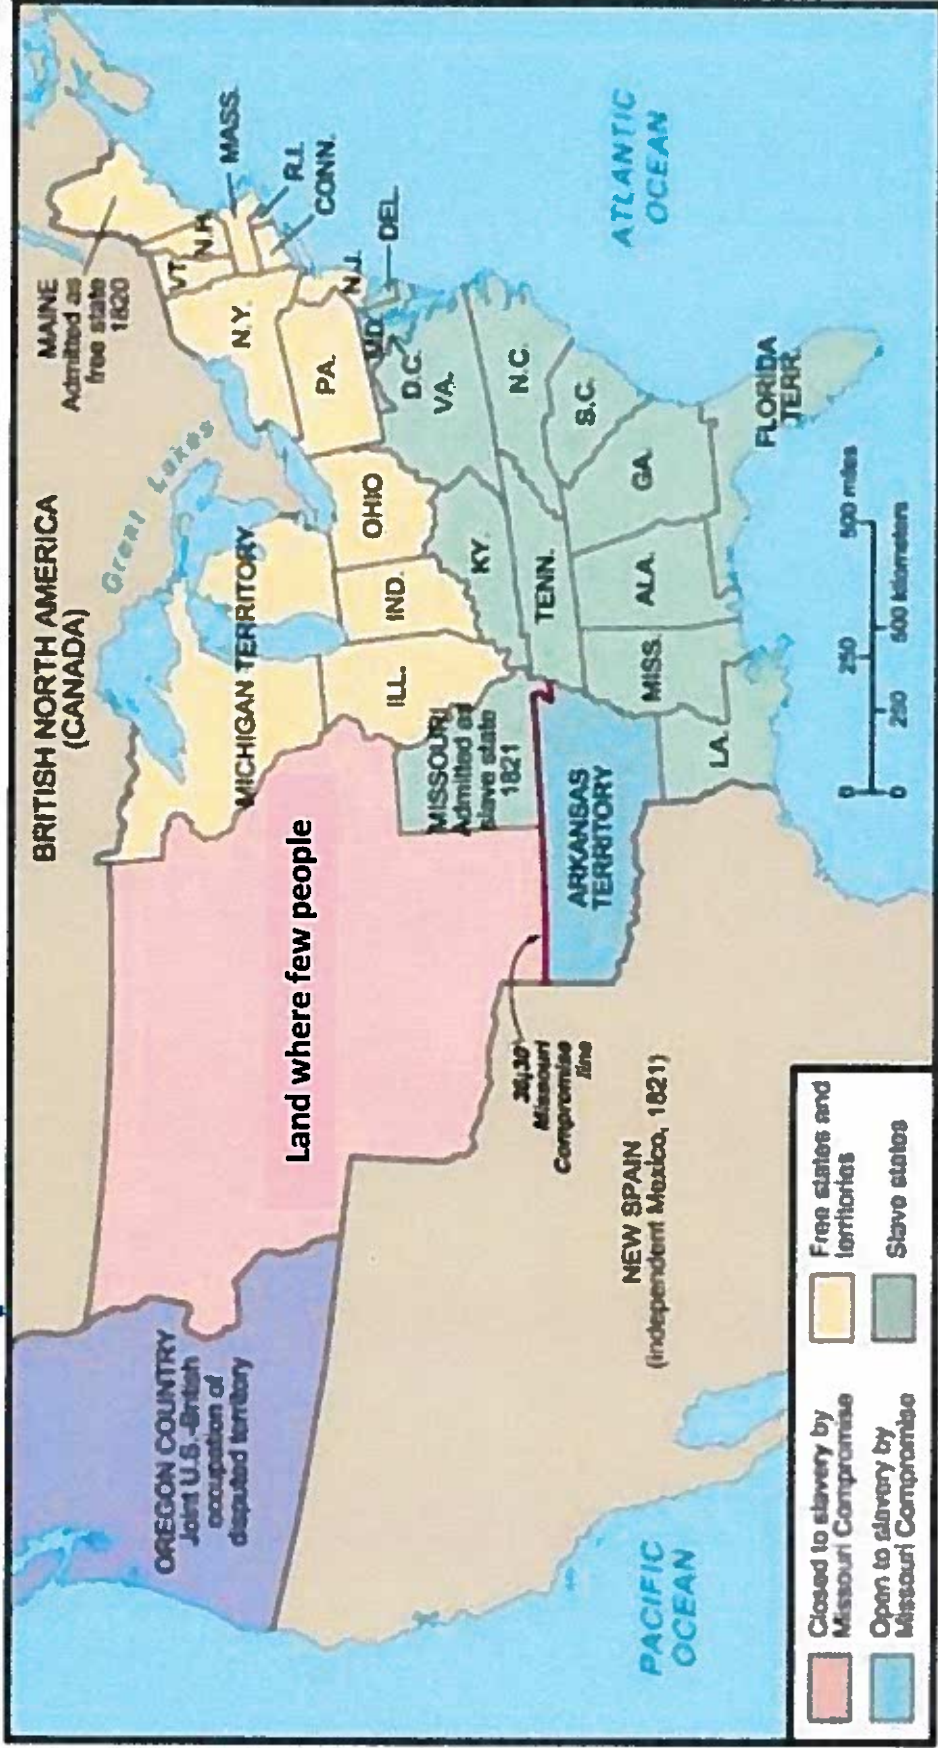 BRITISH NORTH AMERICA
(CANADA)
Great Lakes
MAINE
Admitted as
free state
1820
VT.
N.H.
MASS.
R.I.
CONN.
N.Y.
N.J.
PA.
DEL.
MD.
D.C.
VA.
OHIO
IND.
ILL.
MICHIGAN TERRITORY
OREGON COUNTRY
Joint U.S.-British
occupation of
disputed territory
Land where few people
MISSOURI
Admitted as
slave state
1821
KY.
TENN.
N.C.
S.C.
GA.
ALA.
MISS.
LA.
ARKANSAS
TERRITORY
FLORIDA
TERR.
ATLANTIC
OCEAN
36°30'
Missouri
Compromise
line
NEW SPAIN
(independent Mexico, 1821)
PACIFIC
OCEAN
0 250 500 miles
0 250 500 kilometers
Closed to slavery by
Missouri Compromise
Open to slavery by
Missouri Compromise
Free states and
territories
Slave states